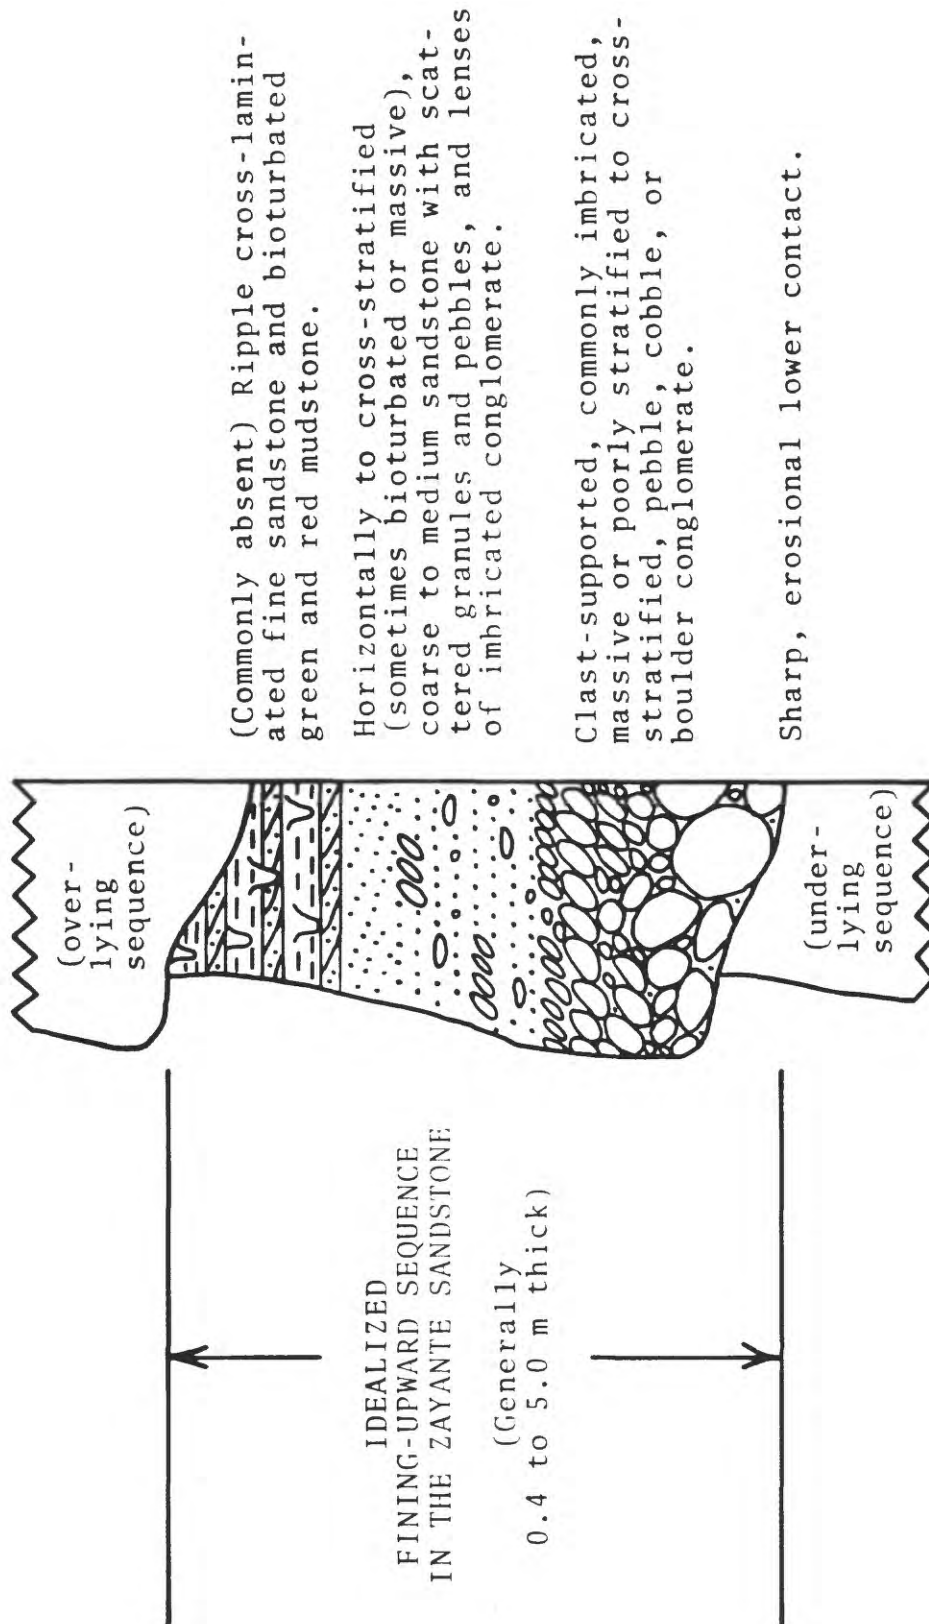 IDEALIZED
FINING-UPWARD SEQUENCE
IN THE ZAYANTE SANDSTONE
(Generally
0.4 to 5.0 m thick)
(over-
lying
sequence)
(under-
lying
sequence)
(Commonly absent) Ripple cross-lamin-
ated fine sandstone and bioturbated
green and red mudstone.
Horizontally to cross-stratified
(sometimes bioturbated or massive),
coarse to medium sandstone with scat-
tered granules and pebbles, and lenses
of imbricated conglomerate.
Clast-supported, commonly imbricated,
massive or poorly stratified to cross-
stratified, pebble, cobble, or
boulder conglomerate.
Sharp, erosional lower contact.